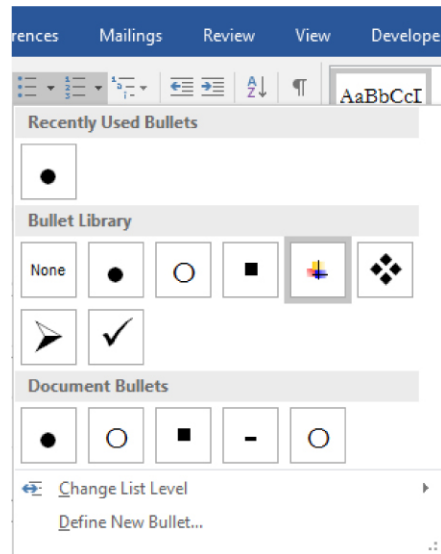 rences Mailings Review View Develope
AaBbCcI
Recently Used Bullets
Bullet Library
None
Document Bullets
Change List Level
Define New Bullet...